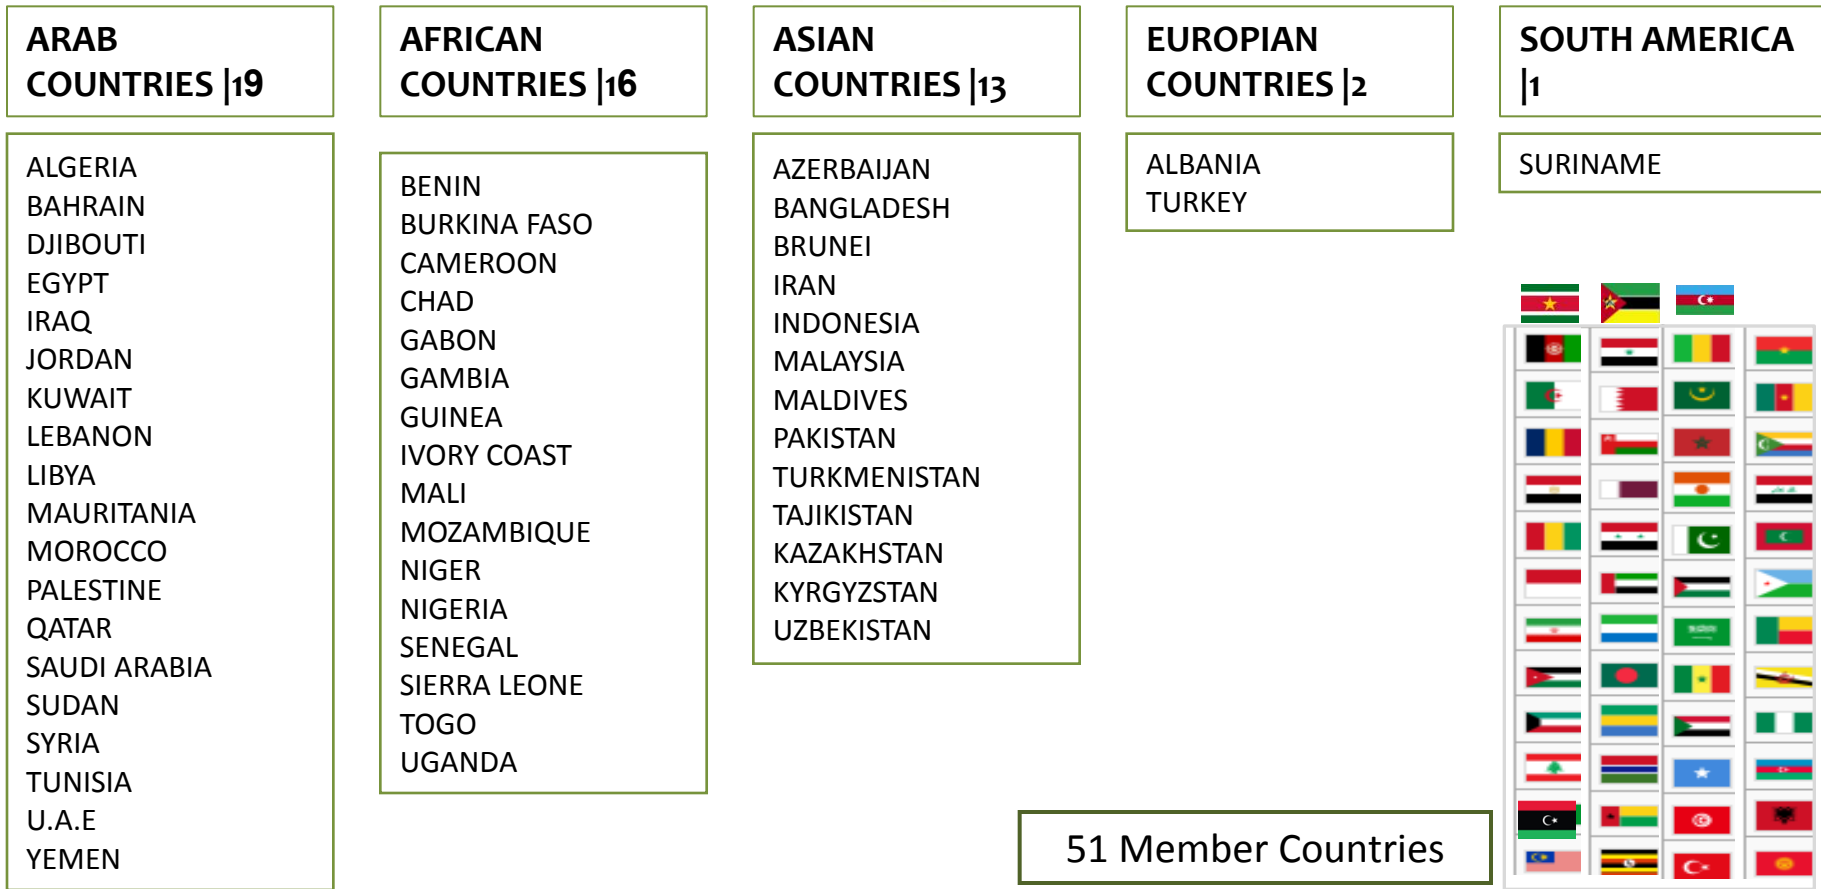 ARAB
COUNTRIES |19
ALGERIA
BAHRAIN
DJIBOUTI
EGYPT
IRAQ
JORDAN
KUWAIT
LEBANON
LIBYA
MAURITANIA
MOROCCO
PALESTINE
QATAR
SAUDI ARABIA
SUDAN
SYRIA
TUNISIA
U.A.E
YEMEN
AFRICAN
COUNTRIES |16
BENIN
BURKINA FASO
CAMEROON
CHAD
GABON
GAMBIA
GUINEA
IVORY COAST
MALI
MOZAMBIQUE
NIGER
NIGERIA
SENEGAL
SIERRA LEONE
TOGO
UGANDA
ASIAN
COUNTRIES |13
AZERBAIJAN
BANGLADESH
BRUNEI
IRAN
INDONESIA
MALAYSIA
MALDIVES
PAKISTAN
TURKMENISTAN
TAJIKISTAN
KAZAKHSTAN
KYRGYZSTAN
UZBEKISTAN
EUROPIAN
COUNTRIES |2
ALBANIA
TURKEY
SOUTH AMERICA
|1
SURINAME
51 Member Countries